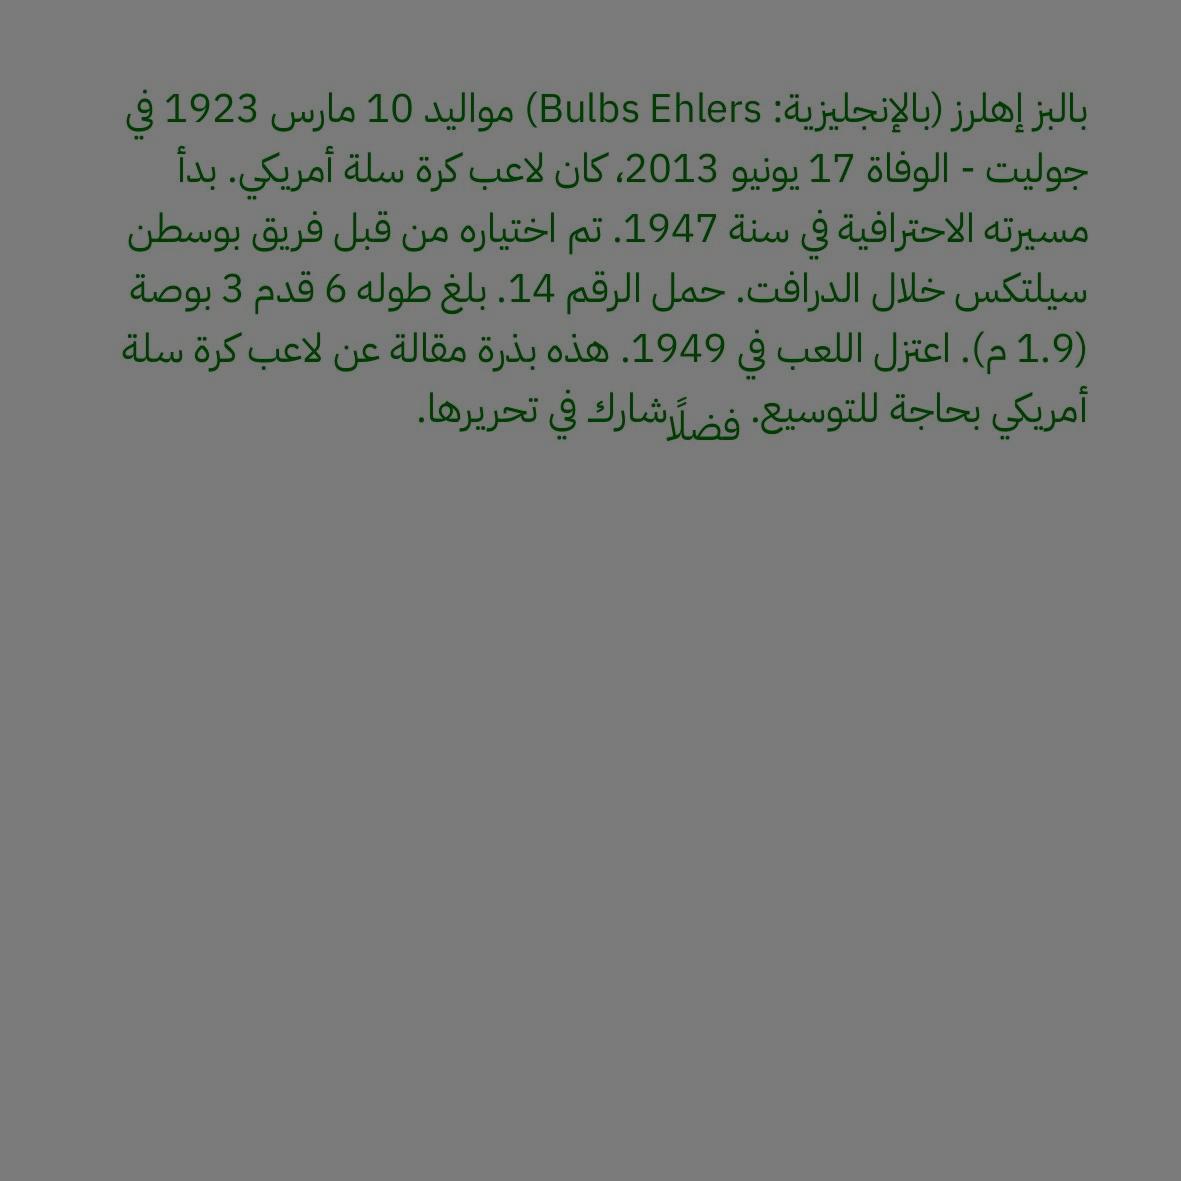 بالبز إهلرز (بالإنجليزية: Bulbs Ehlers) مواليد 10 مارس 1923 في
جوليت - الوفاة 17 يونيو 2013، كان لاعب كرة سلة أمريكي. بدأ
مسيرته الاحترافية في سنة 1947. تم اختياره من قبل فريق بوسطن
سيلتكس خلال الدرافت. حمل الرقم 14. بلغ طوله 6 قدم 3 بوصة
(1.9 م). اعتزل اللعب في 1949. هذه بذرة مقالة عن لاعب كرة سلة
أمريكي بحاجة للتوسيع. فضلًا شارك في تحريرها.